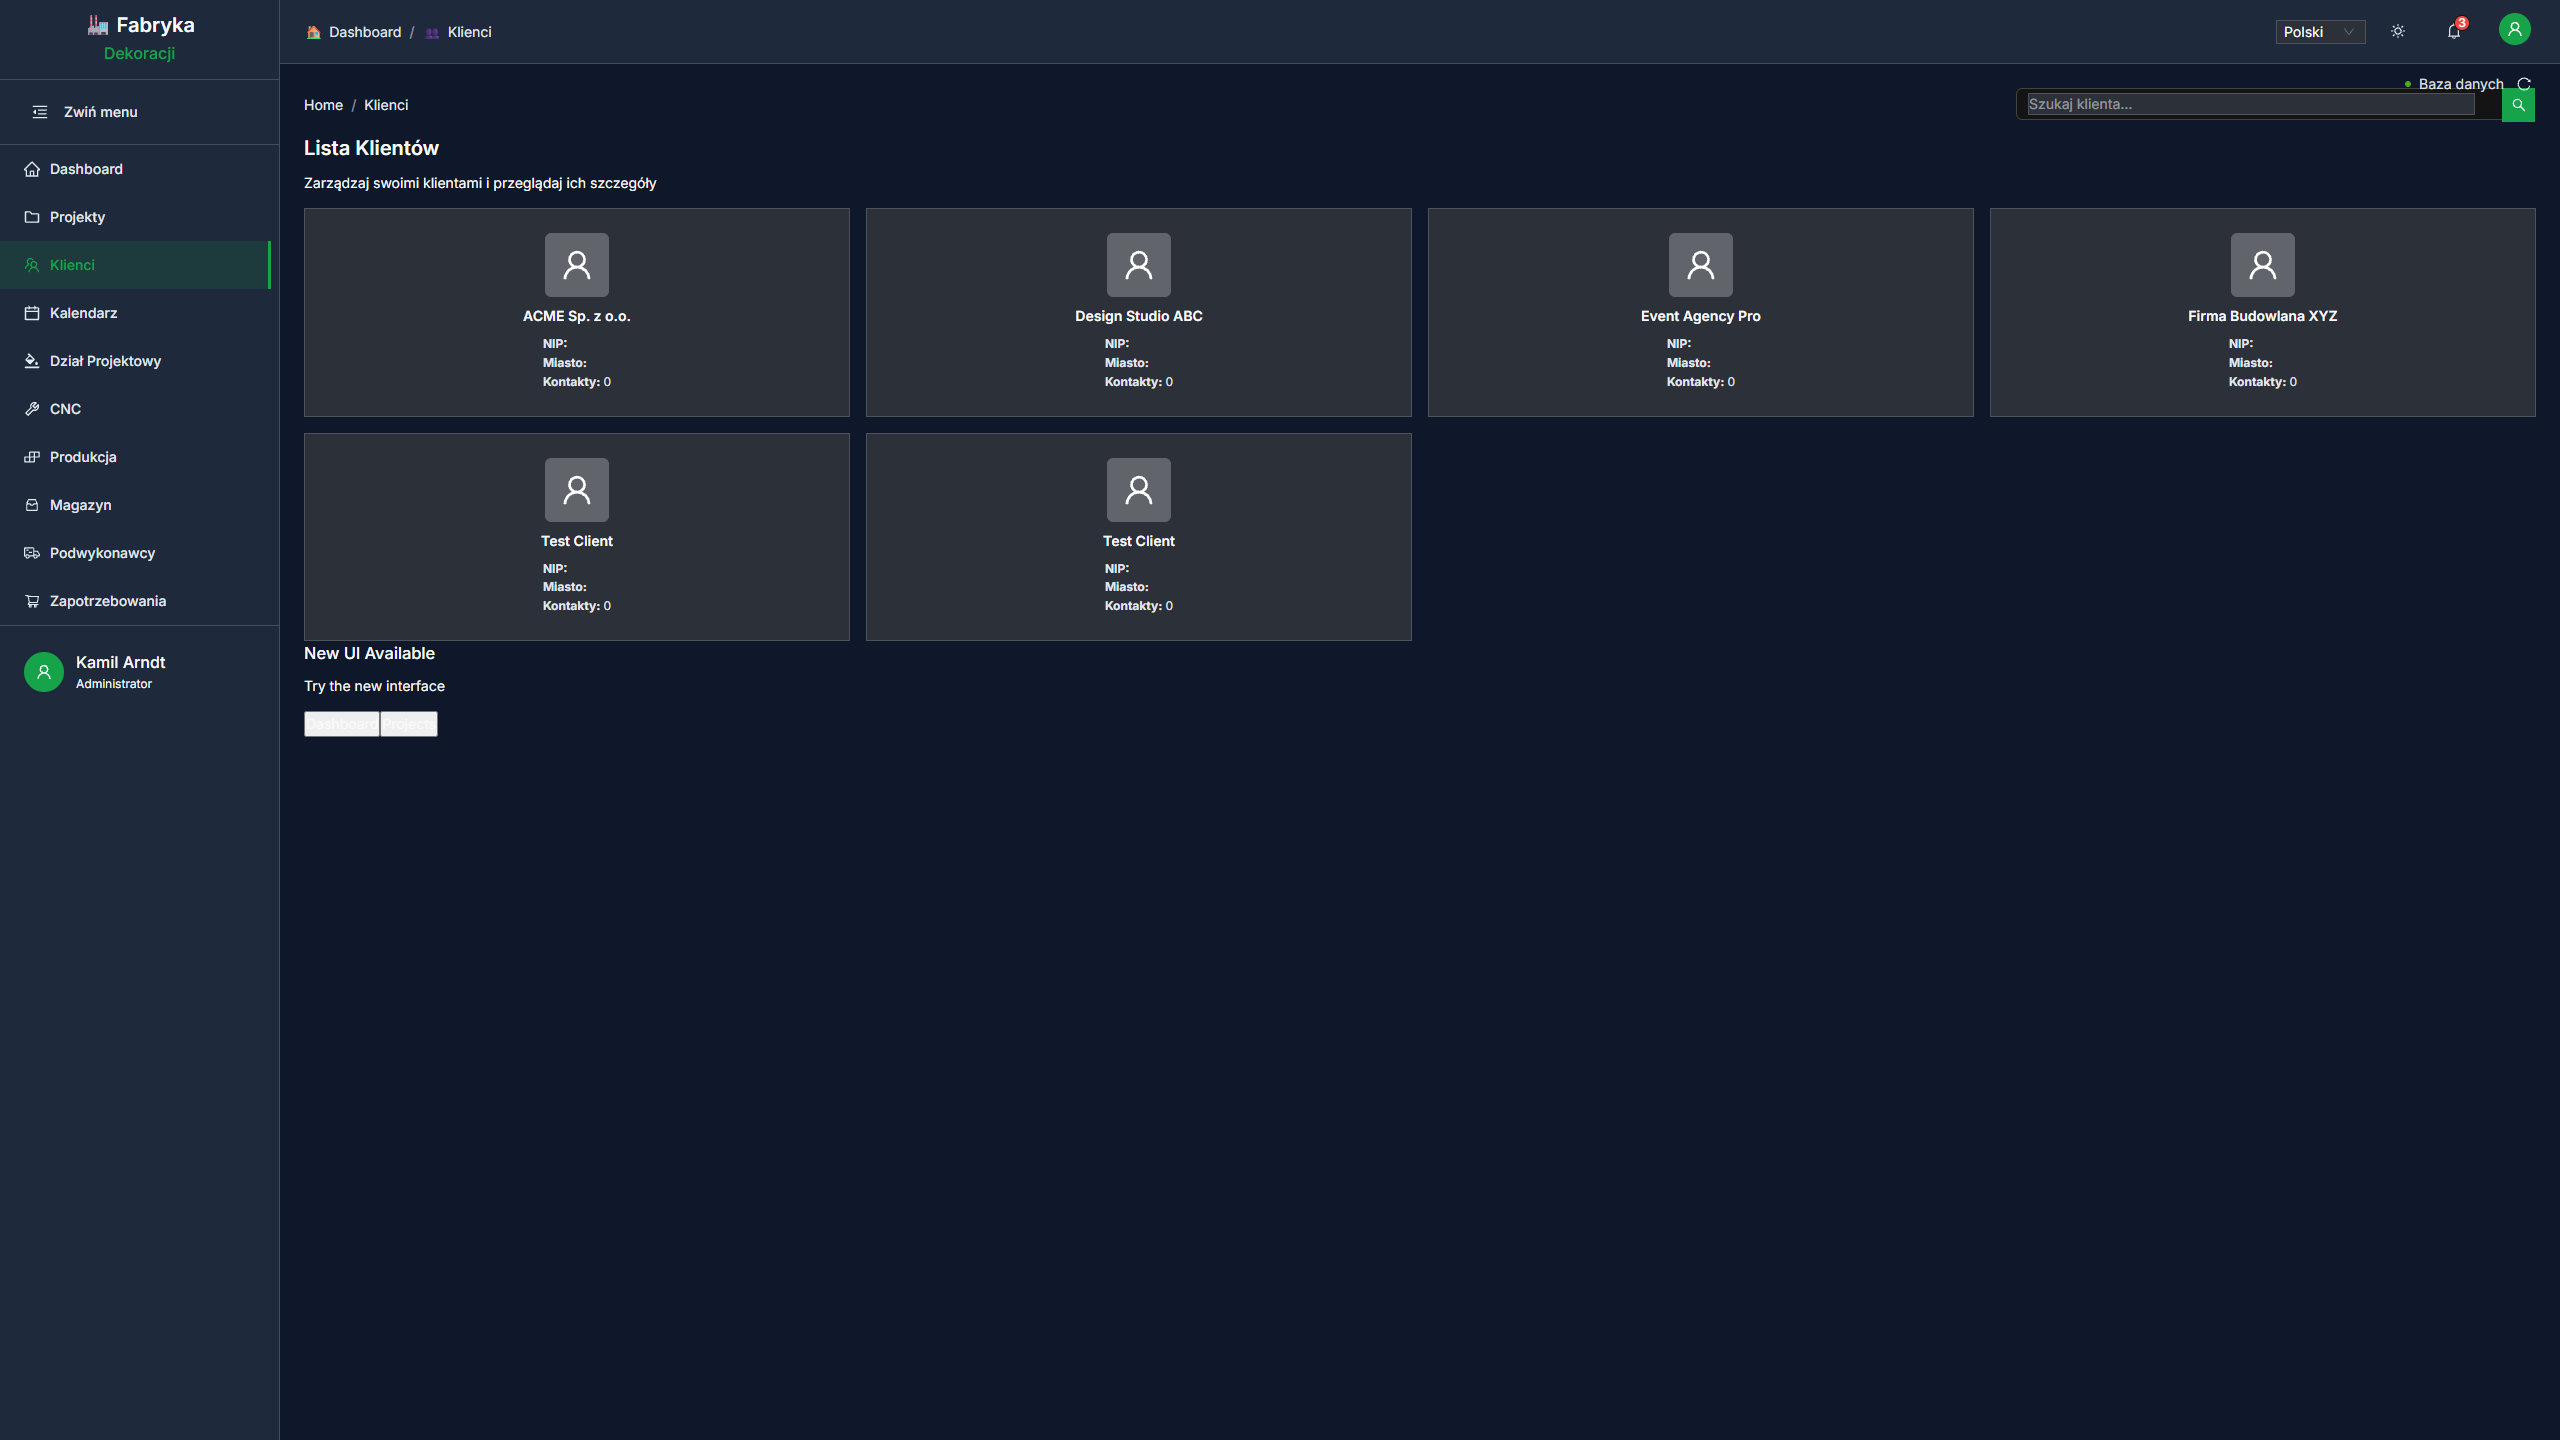 Fabryka
Dekoracji
Zwiń menu
Dashboard
Projekty
Klienci
Kalendarz
Dział Projektowy
CNC
Produkcja
Magazyn
Podwykonawcy
Zapotrzebowania
Kamil Arndt
Administrator
Dashboard / Klienci
Polski
3
Baza danych
Home / Klienci
Szukaj klienta...
Lista Klientów
Zarządzaj swoimi klientami i przeglądaj ich szczegóły
ACME Sp. z o.o.
NIP:
Miasto:
Kontakty: 0
Design Studio ABC
NIP:
Miasto:
Kontakty: 0
Event Agency Pro
NIP:
Miasto:
Kontakty: 0
Firma Budowlana XYZ
NIP:
Miasto:
Kontakty: 0
Test Client
NIP:
Miasto:
Kontakty: 0
Test Client
NIP:
Miasto:
Kontakty: 0
New UI Available
Try the new interface
Dashboard Projects